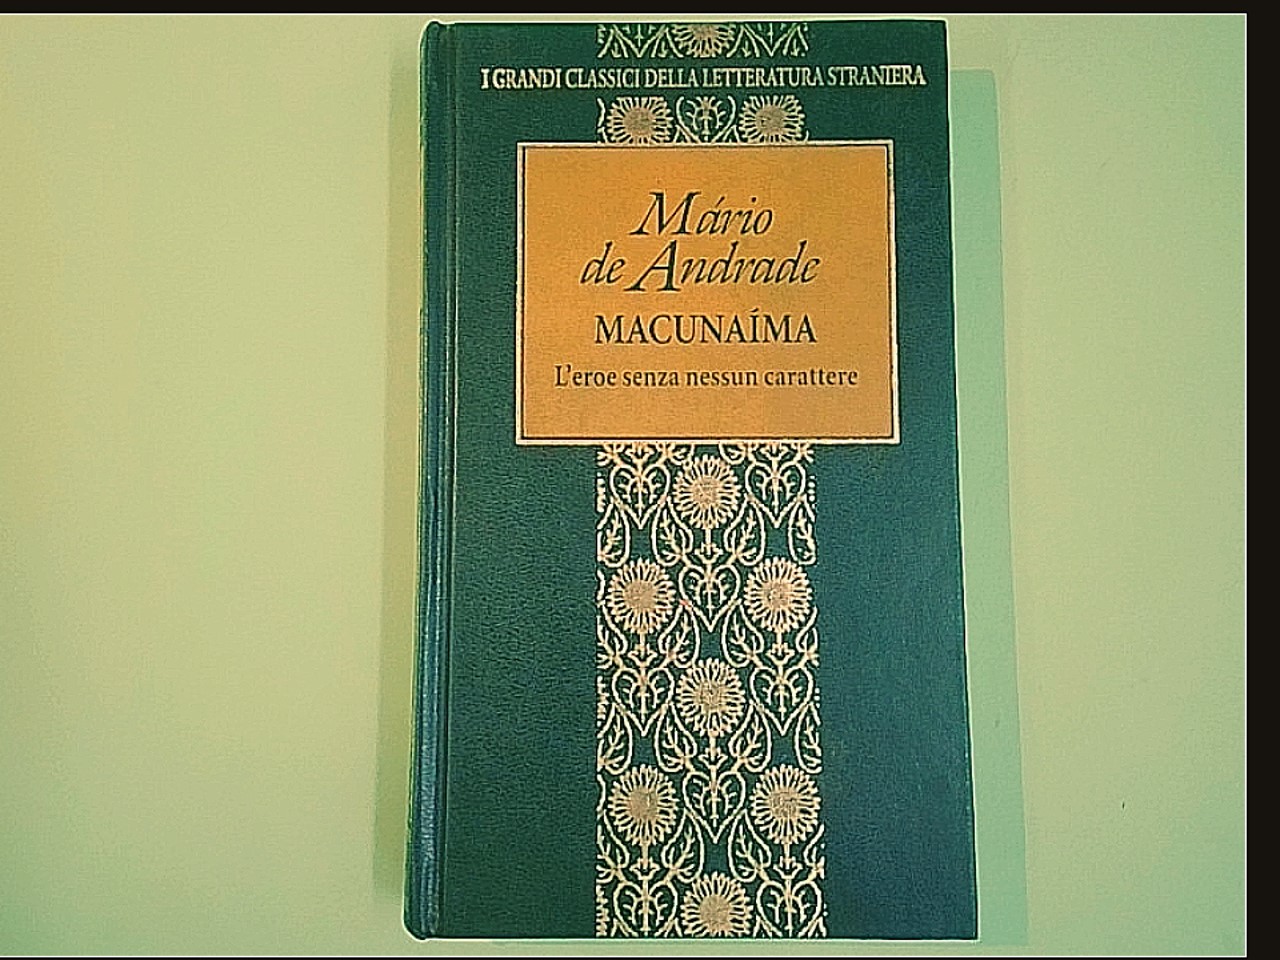 I GRANDI CLASSICI DELLA LETTERATURA STRANIERA
Mário
de Andrade
MACUNAÍMA
L'eroe senza nessun carattere